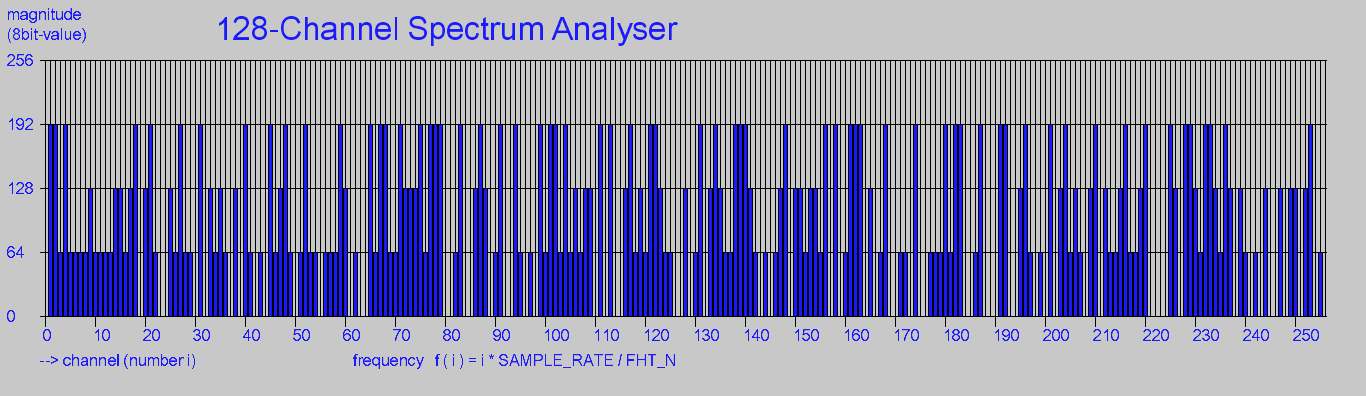 magnitude
(8bit-value)
128-Channel Spectrum Analyser
256
192
128
64
0
0 10 20 30 40 50 60 70 80 90 100 110 120 130 140 150 160 170 180 190 200 210 220 230 240 250
--> channel (number i)
frequency f ( i ) = i * SAMPLE_RATE / FHT_N